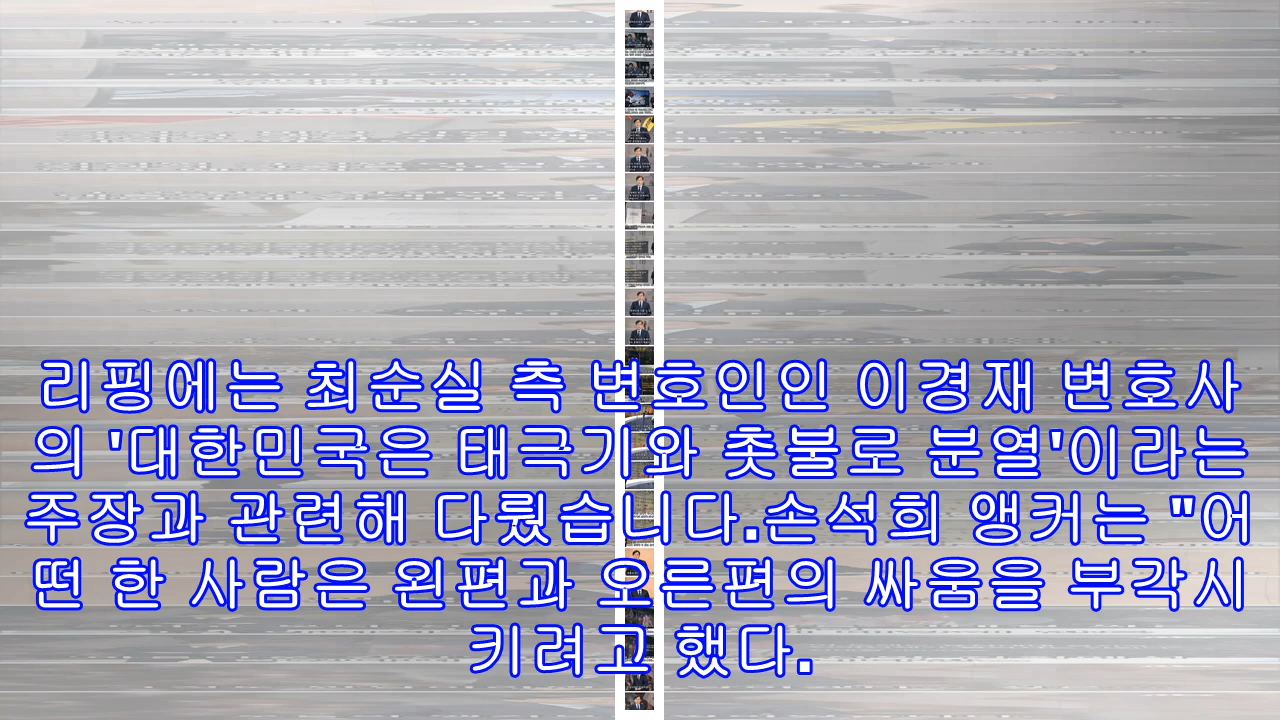 리핑에는 최순실 측 변호인인 이경재 변호사
의 '대한민국은 태극기와 촛불로 분열'이라는
주장과 관련해 다뤘습니다.손석희 앵커는 "어
떤 한 사람은 왼편과 오른편의 싸움을 부각시
키려고 했다.